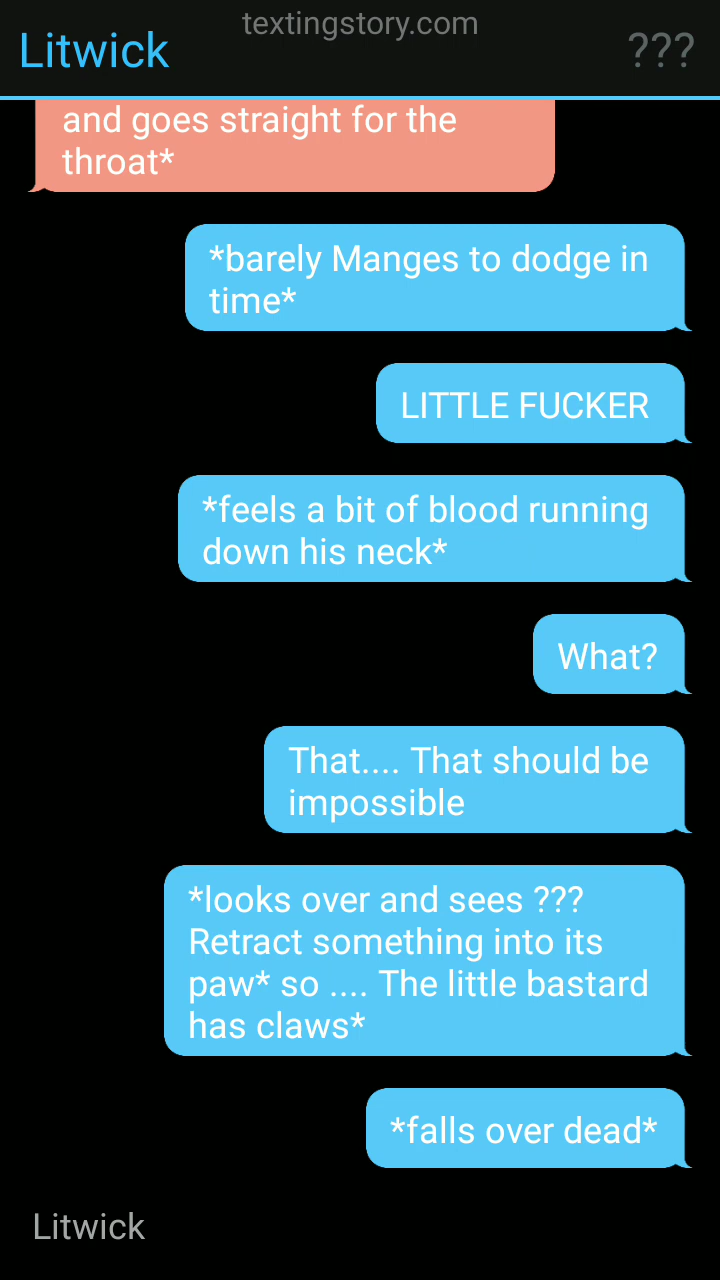 textingstory.com
Litwick
???
and goes straight for the
throat*
*barely Manges to dodge in
time*
LITTLE FUCKER
*feels a bit of blood running
down his neck*
What?
That.... That should be
impossible
*looks over and sees ???
Retract something into its
paw* so .... The little bastard
has claws*
*falls over dead*
Litwick